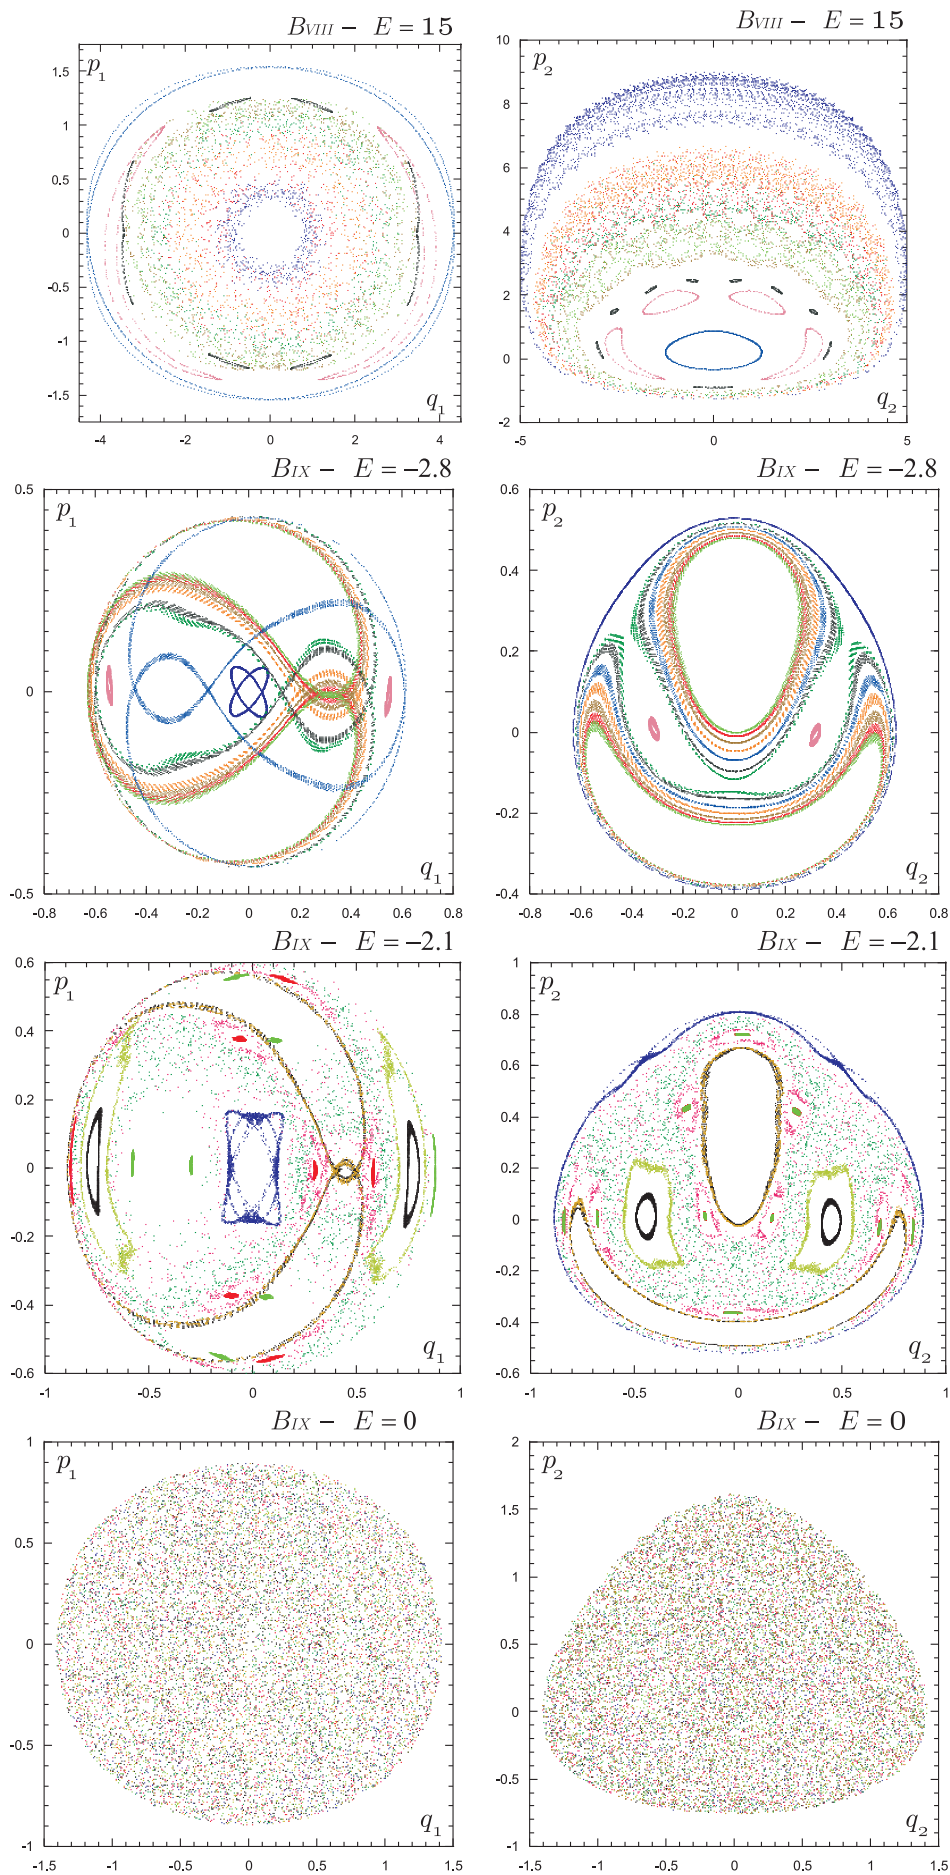 B_VIII − E = 15
B_VIII − E = 15
p_1
1.5
1
0.5
0
-0.5
-1
-1.5
q_1
-4 -2 0 2 4
10
p_2
8
6
4
2
0
-2
q_2
-5 0 5
B_IX − E = −2.8
B_IX − E = −2.8
0.5
p_1
0
-0.5
q_1
-0.8 -0.6 -0.4 -0.2 0 0.2 0.4 0.6 0.8
0.6
p_2
0.4
0.2
0
-0.2
-0.4
q_2
-0.8 -0.6 -0.4 -0.2 0 0.2 0.4 0.6 0.8
B_IX − E = −2.1
B_IX − E = −2.1
0.6
p_1
0.4
0.2
0
-0.2
-0.4
-0.6
q_1
-1 -0.5 0 0.5 1
1
p_2
0.8
0.6
0.4
0.2
0
-0.2
-0.4
-0.6
q_2
-1 -0.5 0 0.5 1
B_IX − E = 0
B_IX − E = 0
1
p_1
0.5
0
-0.5
-1
q_1
-1.5 -1 -0.5 0 0.5 1 1.5
2
p_2
1.5
1
0.5
0
-0.5
-1
q_2
-1.5 -1 -0.5 0 0.5 1 1.5